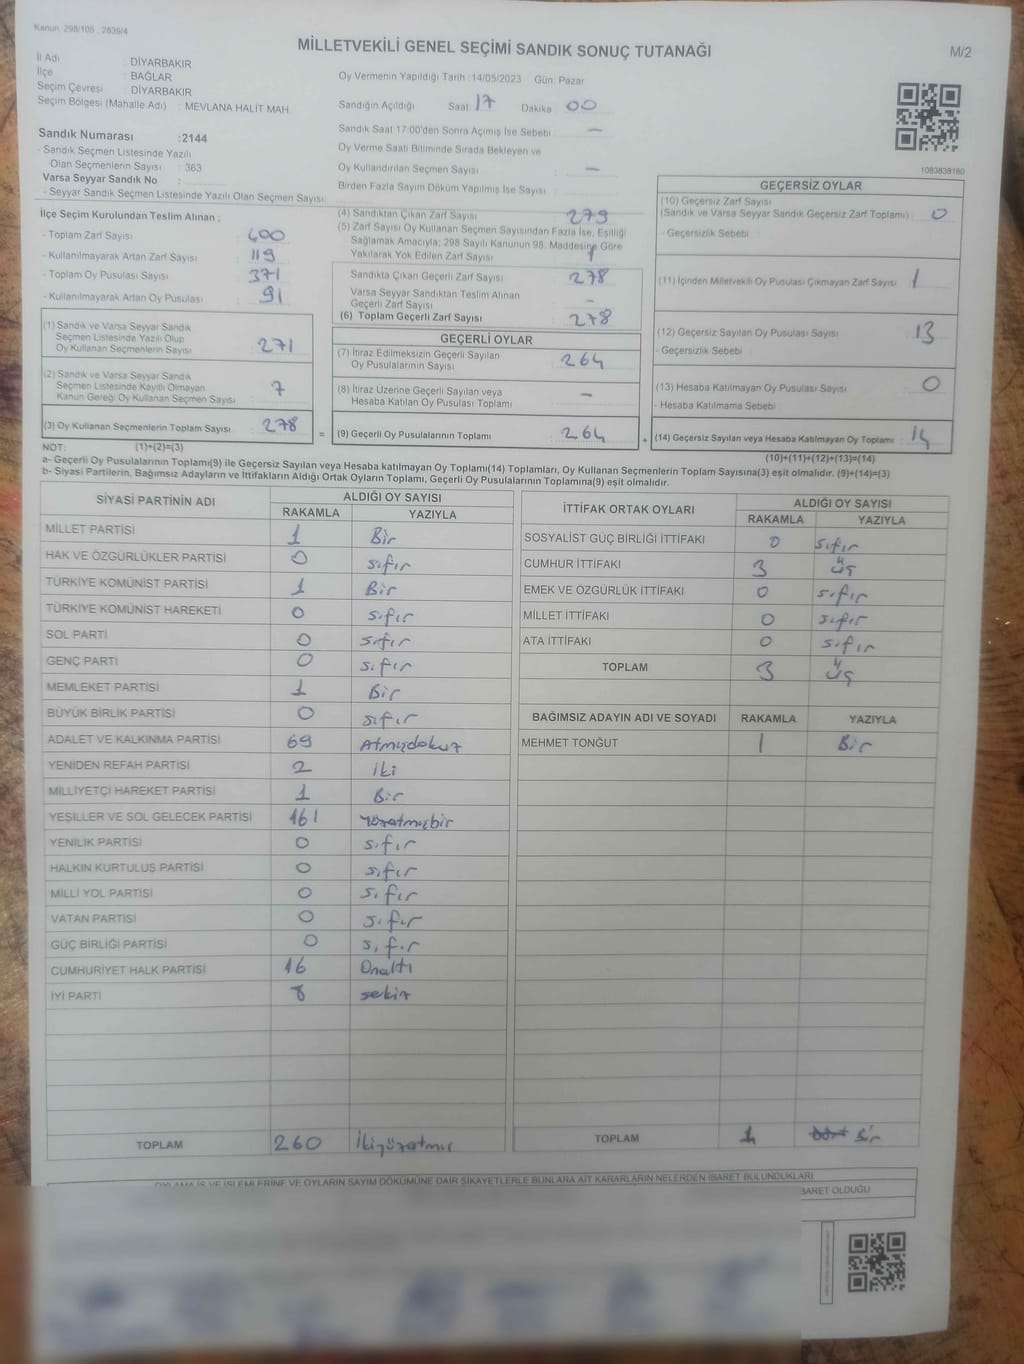 Kanun: 298/105 , 2839/4
MİLLETVEKİLİ GENEL SEÇİMİ SANDIK SONUÇ TUTANAĞI
M/2
İl Adı : DİYARBAKIR
İlçe : BAĞLAR
Seçim Çevresi : DİYARBAKIR
Seçim Bölgesi (Mahalle Adı) : MEVLANA HALİT MAH.
Sandık Numarası :2144
- Sandık Seçmen Listesinde Yazılı
Olan Seçmenlerin Sayısı : 363
Varsa Seyyar Sandık No :
- Seyyar Sandık Seçmen Listesinde Yazılı Olan Seçmen Sayısı:
Oy Vermenin Yapıldığı Tarih :14/05/2023 Gün: Pazar
Sandığın Açıldığı Saat: 17 Dakika : 00
Sandık Saat 17:00'den Sonra Açımış İse Sebebi : —
Oy Verme Saati Bitiminde Sırada Bekleyen ve
Oy Kullandırılan Seçmen Sayısı : —
Birden Fazla Sayım Döküm Yapılmış İse Sayısı :
1083838180
İlçe Seçim Kurulundan Teslim Alınan ;
- Toplam Zarf Sayısı : 400
- Kullanılmayarak Artan Zarf Sayısı : 119
- Toplam Oy Pusulası Sayısı : 371
- Kullanılmayarak Artan Oy Pusulası : 91
(1) Sandık ve Varsa Seyyar Sandık
Seçmen Listesinde Yazılı Olup
Oy Kullanan Seçmenlerin Sayısı : 271
(2) Sandık ve Varsa Seyyar Sandık
Seçmen Listesinde Kayıtlı Olmayan
Kanun Gereği Oy Kullanan Seçmen Sayısı : 7
(3) Oy Kullanan Seçmenlerin Toplam Sayısı : 278
(4) Sandıktan Çıkan Zarf Sayısı : 279
(5) Zarf Sayısı Oy Kullanan Seçmen Sayısından Fazla İse, Eşitliği
Sağlamak Amacıyla; 298 Sayılı Kanunun 98. Maddesine Göre
Yakılarak Yok Edilen Zarf Sayısı : 1
Sandıkta Çıkan Geçerli Zarf Sayısı : 278
Varsa Seyyar Sandıktan Teslim Alınan
Geçerli Zarf Sayısı : -
(6) Toplam Geçerli Zarf Sayısı : 278
GEÇERLİ OYLAR
(7) İtiraz Edilmeksizin Geçerli Sayılan
Oy Pusulalarının Sayısı : 264
(8) İtiraz Üzerine Geçerli Sayılan veya
Hesaba Katılan Oy Pusulası Toplamı : -
= (9) Geçerli Oy Pusulalarının Toplamı : 264
GEÇERSİZ OYLAR
(10) Geçersiz Zarf Sayısı
(Sandık ve Varsa Seyyar Sandık Geçersiz Zarf Toplamı) : 0
- Geçersizlik Sebebi :
(11) İçinden Milletvekili Oy Pusulası Çıkmayan Zarf Sayısı : 1
(12) Geçersiz Sayılan Oy Pusulası Sayısı : 13
- Geçersizlik Sebebi :
(13) Hesaba Katılmayan Oy Pusulası Sayısı : 0
- Hesaba Katılmama Sebebi :
+ (14) Geçersiz Sayılan veya Hesaba Katılmayan Oy Toplamı : 14
NOT: (1)+(2)=(3)
(10)+(11)+(12)+(13)=(14)
a- Geçerli Oy Pusulalarının Toplamı(9) ile Geçersiz Sayılan veya Hesaba katılmayan Oy Toplamı(14) Toplamları, Oy Kullanan Seçmenlerin Toplam Sayısına(3) eşit olmalıdır. (9)+(14)=(3)
b- Siyasi Partilerin, Bağımsız Adayların ve İttifakların Aldığı Ortak Oyların Toplamı, Geçerli Oy Pusulalarının Toplamına(9) eşit olmalıdır.
SİYASİ PARTİNİN ADI
ALDIĞI OY SAYISI
RAKAMLA YAZIYLA
MİLLET PARTİSİ 1 Bir
HAK VE ÖZGÜRLÜKLER PARTİSİ 0 sıfır
TÜRKİYE KOMÜNİST PARTİSİ 1 Bir
TÜRKİYE KOMÜNİST HAREKETİ 0 sıfır
SOL PARTİ 0 sıfır
GENÇ PARTİ 0 sıfır
MEMLEKET PARTİSİ 1 Bir
BÜYÜK BİRLİK PARTİSİ 0 sıfır
ADALET VE KALKINMA PARTİSİ 69 Atmışdokuz
YENİDEN REFAH PARTİSİ 2 iki
MİLLİYETÇİ HAREKET PARTİSİ 1 Bir
YEŞİLLER VE SOL GELECEK PARTİSİ 161 yüzatmışbir
YENİLİK PARTİSİ 0 sıfır
HALKIN KURTULUŞ PARTİSİ 0 sıfır
MİLLİ YOL PARTİSİ 0 sıfır
VATAN PARTİSİ 0 sıfır
GÜÇ BİRLİĞİ PARTİSİ 0 sıfır
CUMHURİYET HALK PARTİSİ 16 Onaltı
İYİ PARTİ 8 sekiz
TOPLAM 260 İkiyüzatmış
İTTİFAK ORTAK OYLARI
ALDIĞI OY SAYISI
RAKAMLA YAZIYLA
SOSYALİST GÜÇ BİRLİĞİ İTTİFAKI 0 sıfır
CUMHUR İTTİFAKI 3 üç
EMEK VE ÖZGÜRLÜK İTTİFAKI 0 sıfır
MİLLET İTTİFAKI 0 sıfır
ATA İTTİFAKI 0 sıfır
TOPLAM 3 üç
BAĞIMSIZ ADAYIN ADI VE SOYADI RAKAMLA YAZIYLA
MEHMET TONĞUT 1 Bir
TOPLAM 1 Bir
OYLAMA İŞ VE İŞLEMLERİNE VE OYLARIN SAYIM DÖKÜMÜNE DAİR ŞİKAYETLERLE BUNLARA AİT KARARLARIN NELERDEN İBARET BULUNDUKLARI
BARET OLDUĞU